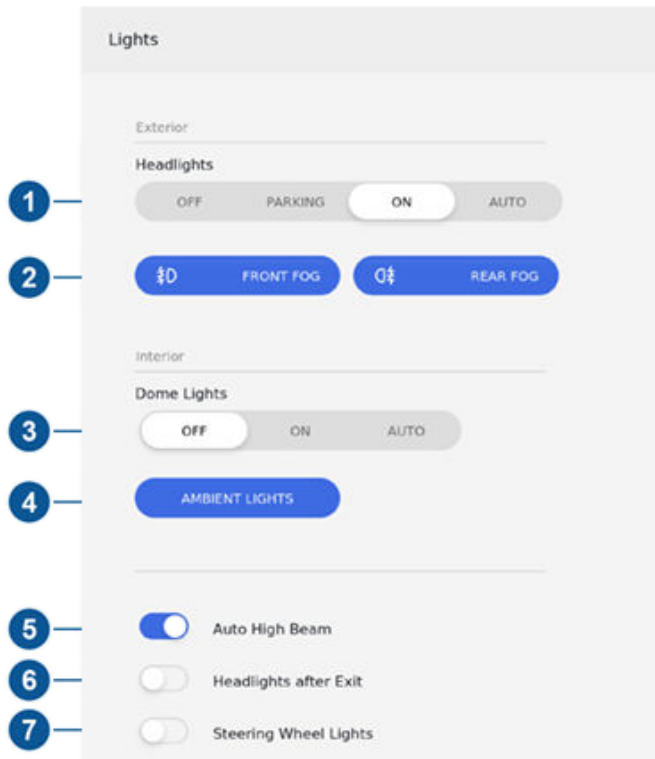 Lights
Exterior
Headlights
1 OFF PARKING ON AUTO
2 FRONT FOG REAR FOG
Interior
Dome Lights
3 OFF ON AUTO
4 AMBIENT LIGHTS
5 Auto High Beam
6 Headlights after Exit
7 Steering Wheel Lights